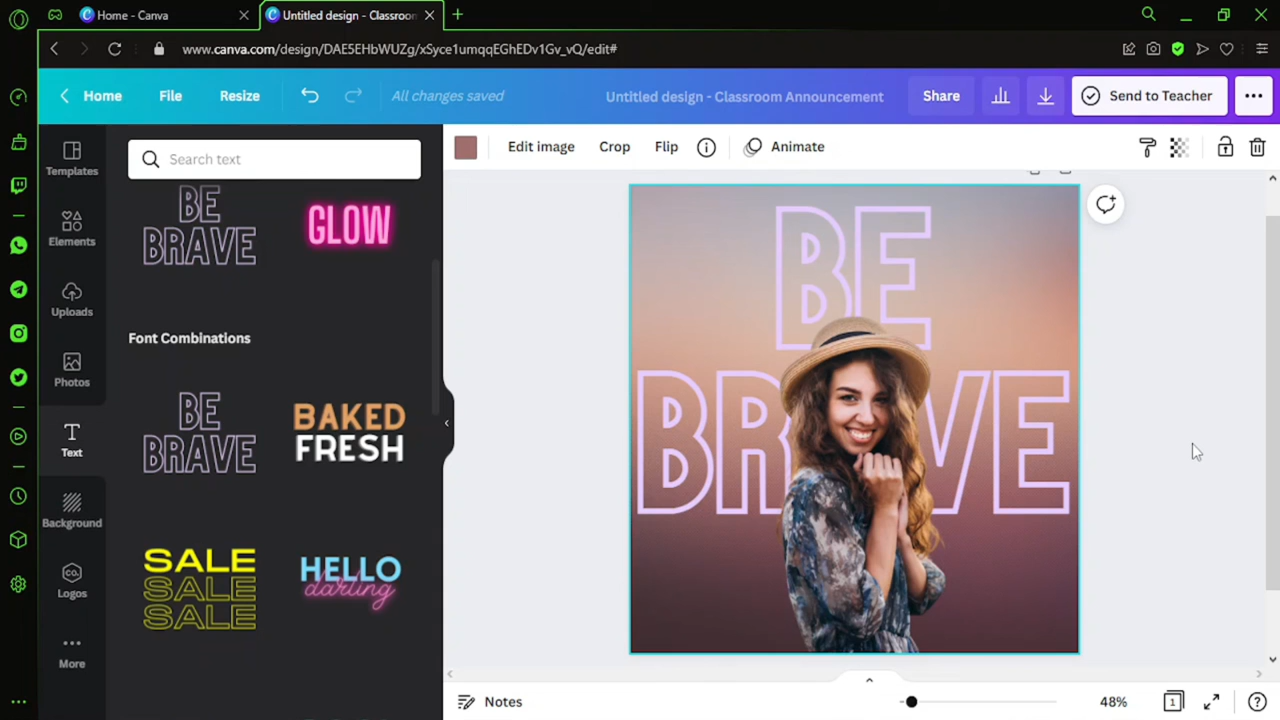 Home - Canva
Untitled design - Classroom
www.canva.com/design/DAE5EHbWUZg/xSyce1umqqEGhEDv1Gv_vQ/edit#
Home
File
Resize
All changes saved
Untitled design - Classroom Announcement
Share
Send to Teacher
Templates
Elements
Uploads
Photos
Text
Background
CO.
Logos
More
Search text
BE
BRAVE
GLOW
Font Combinations
BE
BRAVE
BAKED
FRESH
SALE
SALE
SALE
HELLO
darling
Edit image
Crop
Flip
Animate
BE
BRAVE
Notes
48%
1